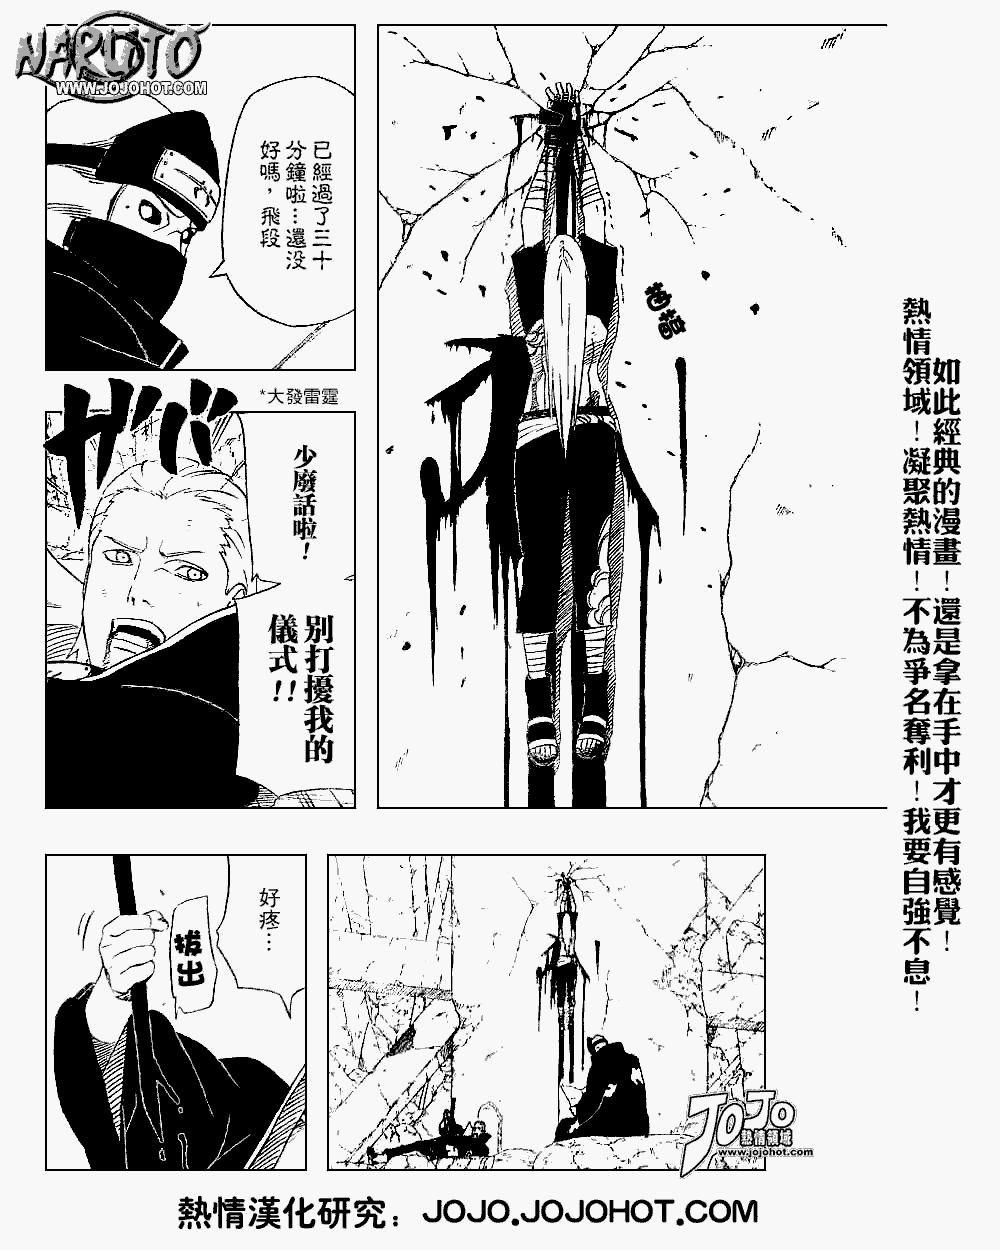 NARUTO
WWW.JOJOHOT.COM
已經過了三十
分鐘啦…還没
好嗎，飛段
*大發雷霆
ガバ
少廢話啦！
別打擾我的
儀式！！
好疼…
拔出
如此經典的漫畫！還是拿在手中才更有感覺！
熱情領域！凝聚熱情！不為爭名奪利！我要自強不息！
JOJO
熱情領域
www.jojohot.com
熱情漢化研究：JOJO.JOJOHOT.COM